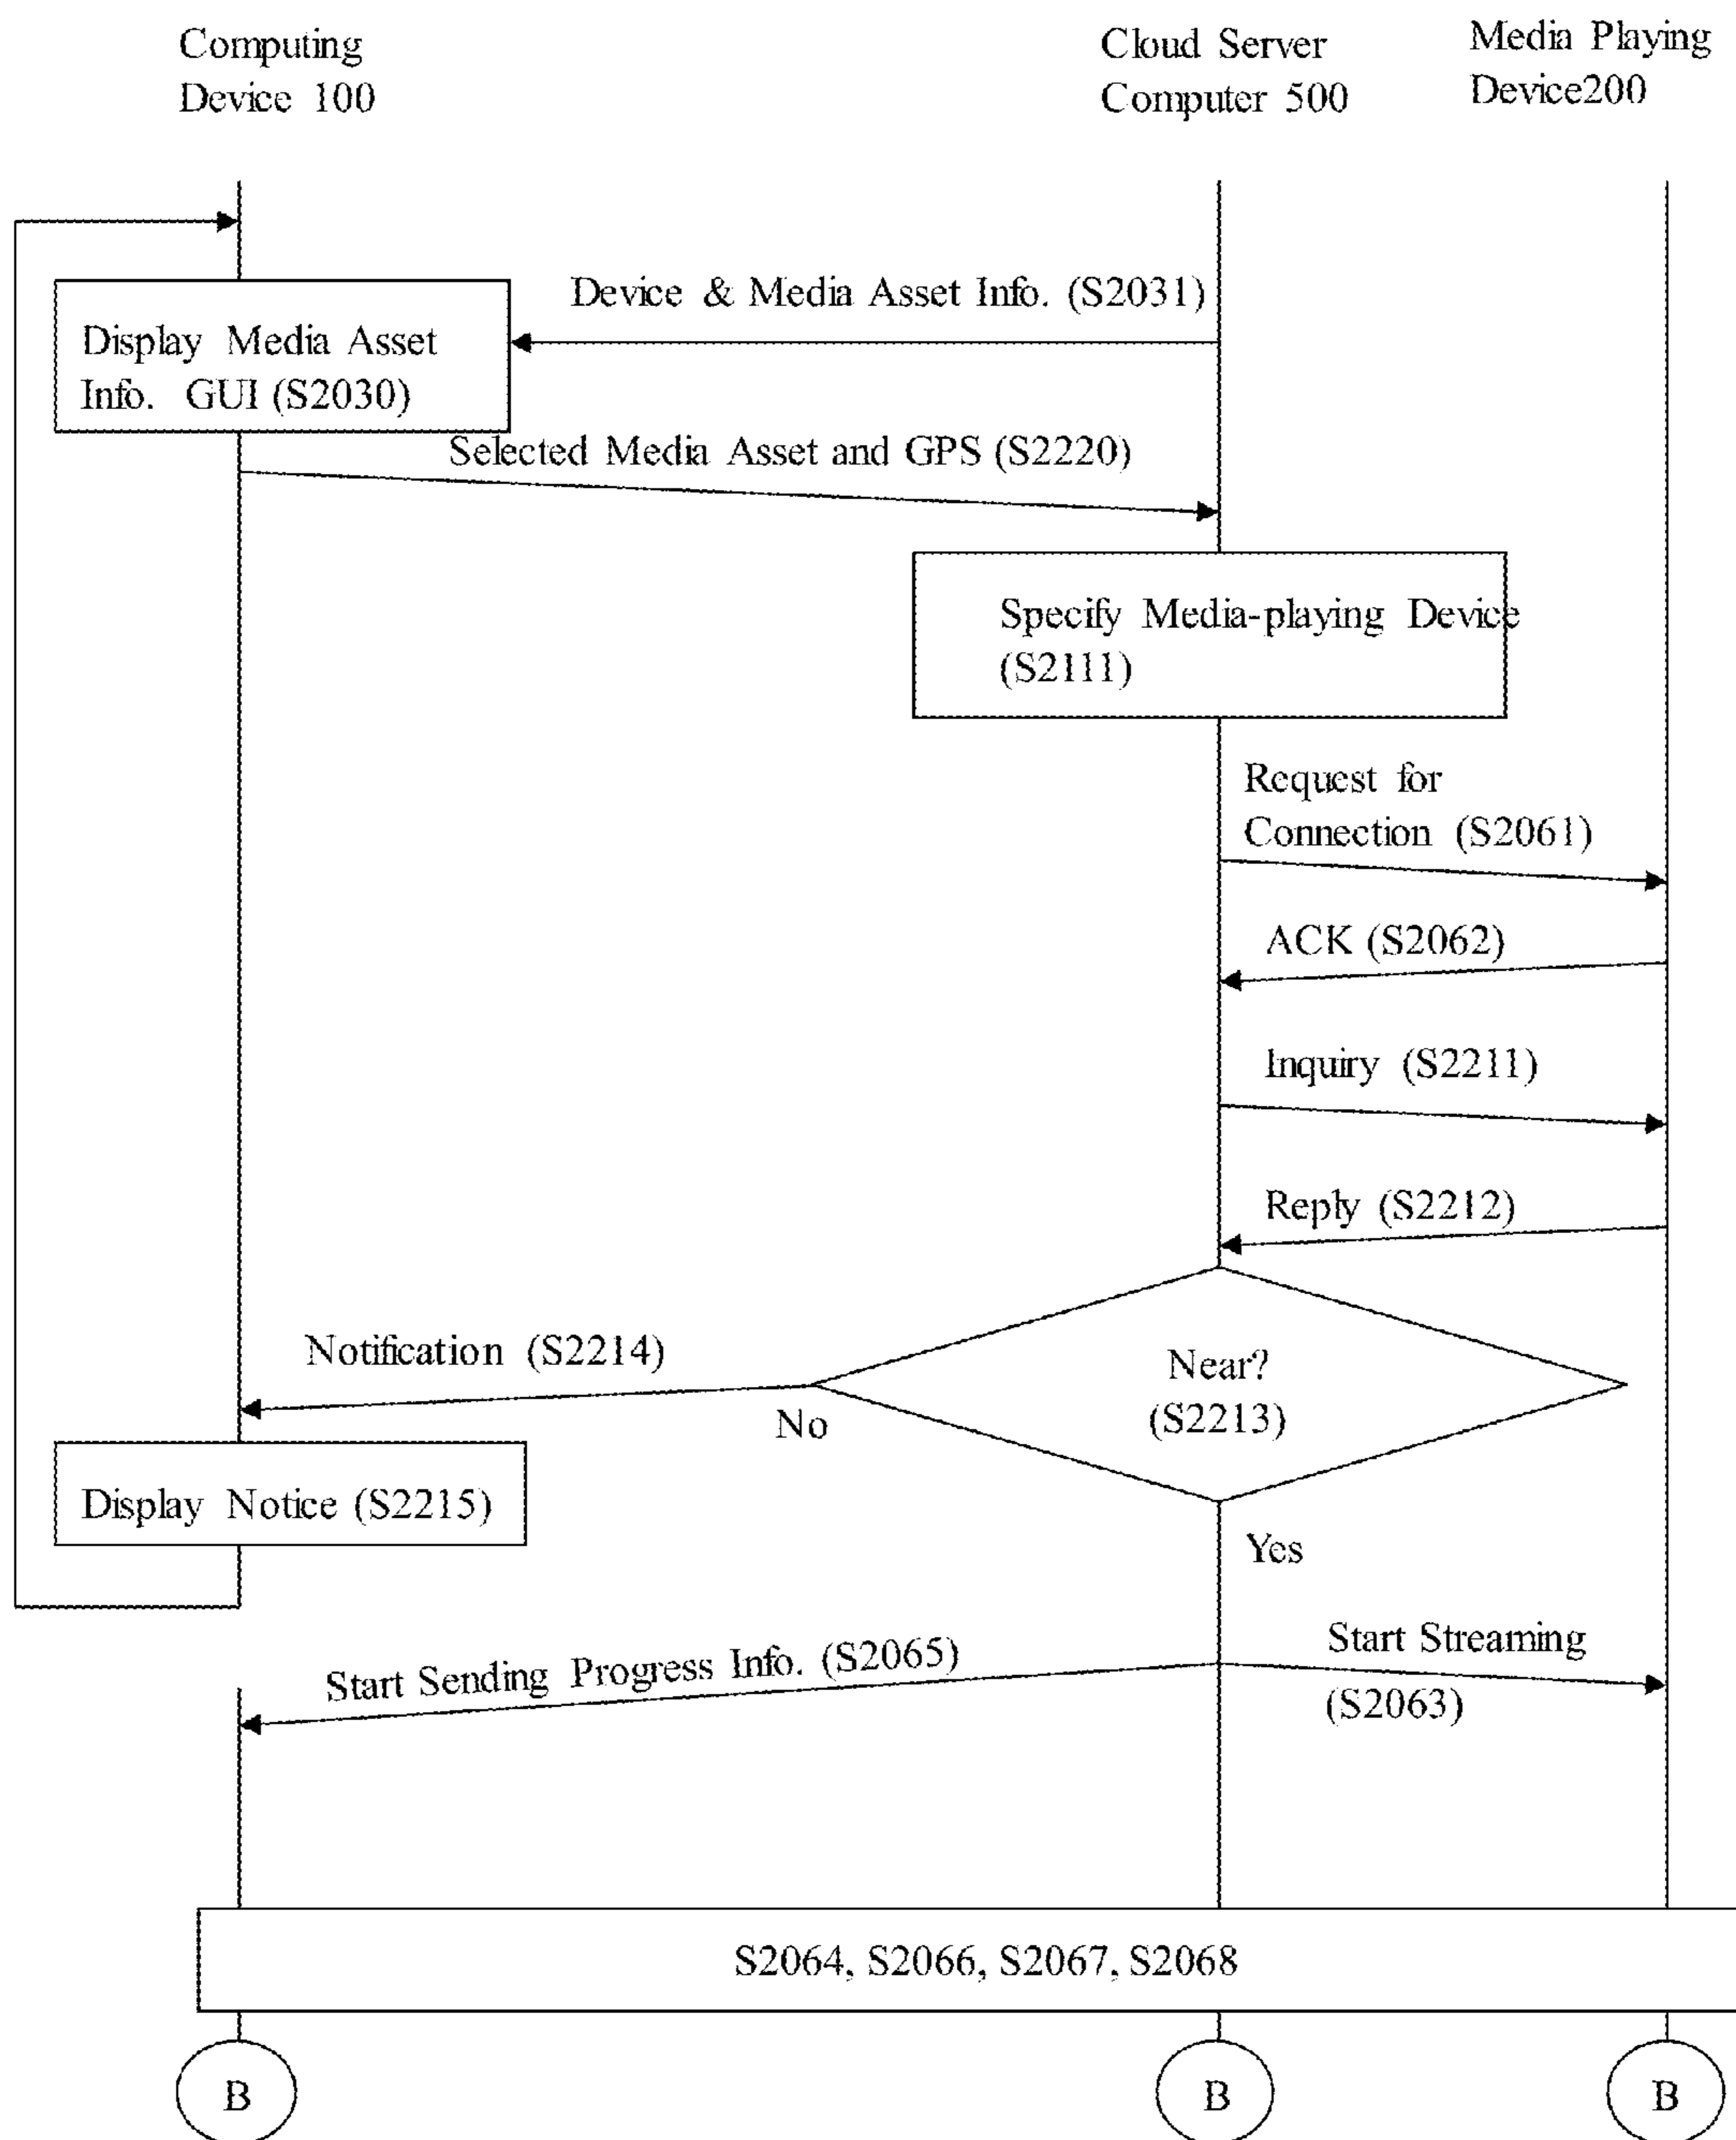 Computing
Device 100
Cloud Server
Computer 500
Media Playing
Device200
Device & Media Asset Info. (S2031)
Display Media Asset
Info. GUI (S2030)
Selected Media Asset and GPS (S2220)
Specify Media-playing Device
(S2111)
Request for
Connection (S2061)
ACK (S2062)
Inquiry (S2211)
Reply (S2212)
Near?
(S2213)
Notification (S2214)
No
Display Notice (S2215)
Yes
Start Sending Progress Info. (S2065)
Start Streaming
(S2063)
S2064, S2066, S2067, S2068
B
B
B